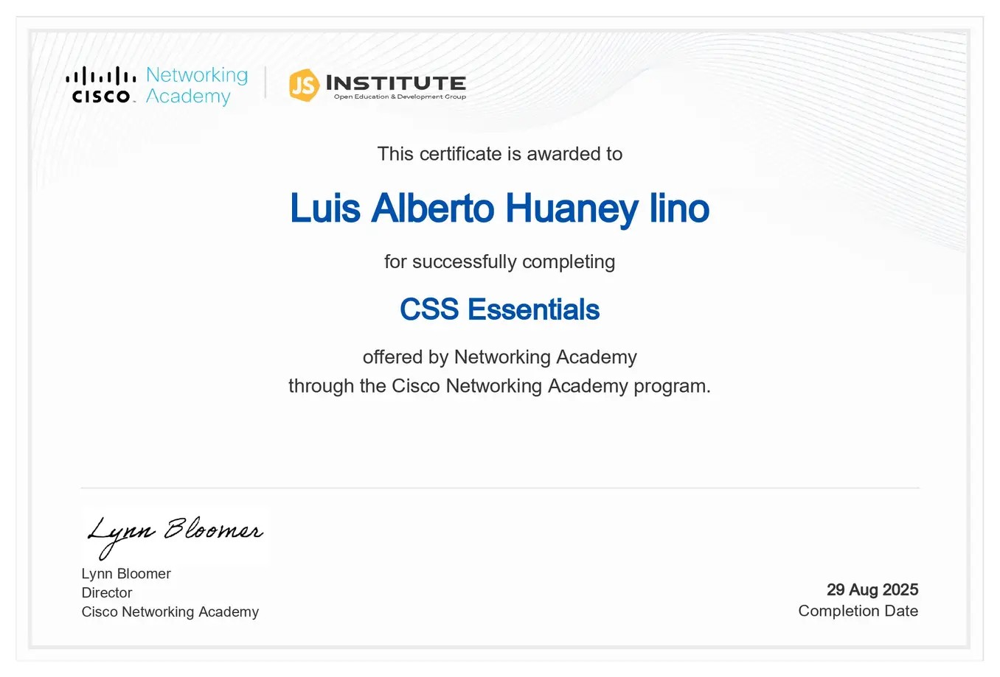 CISCO Networking Academy
JS INSTITUTE
Open Education & Development Group
This certificate is awarded to
Luis Alberto Huaney lino
for successfully completing
CSS Essentials
offered by Networking Academy
through the Cisco Networking Academy program.
Lynn Bloomer
Lynn Bloomer
Director
Cisco Networking Academy
29 Aug 2025
Completion Date